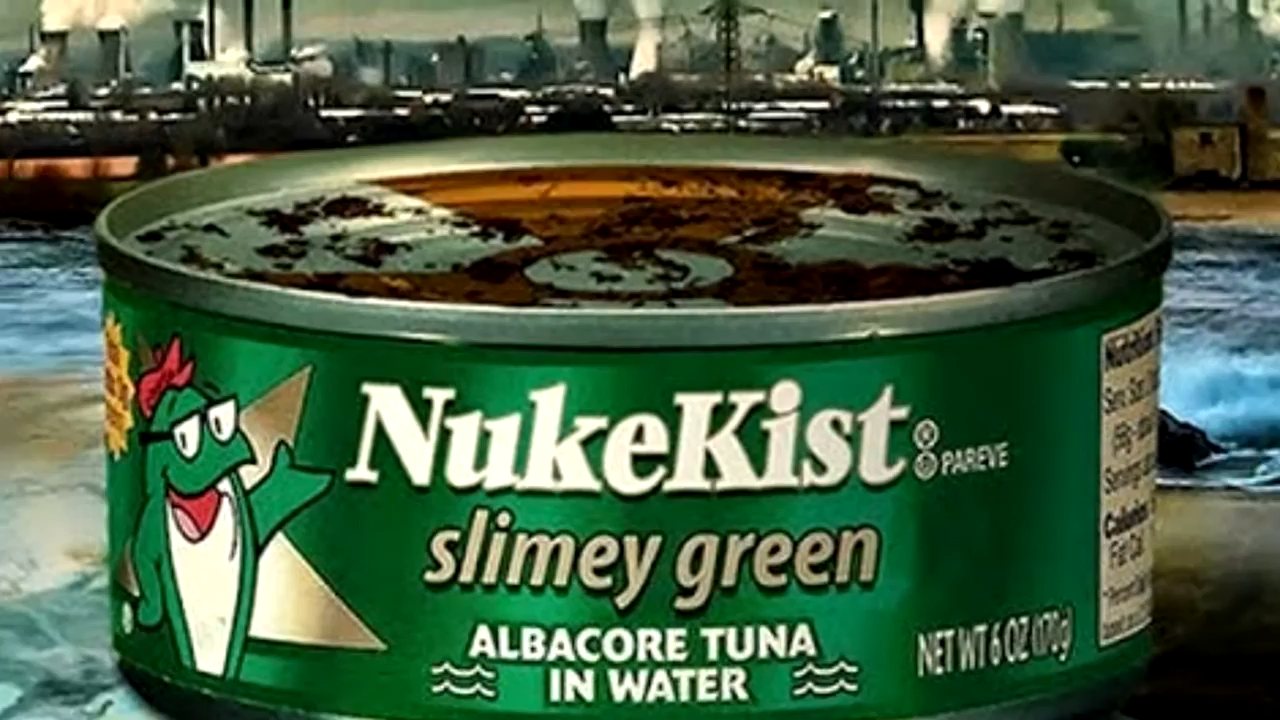 NukeKist
PAREVE
slimey green
ALBACORE TUNA
IN WATER
NET WT 6 OZ (170g)